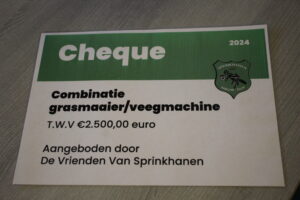 2024
Cheque
Combinatie
grasmaaier/veegmachine
T.W.V €2.500,00 euro
Aangeboden door
De Vrienden Van Sprinkhanen